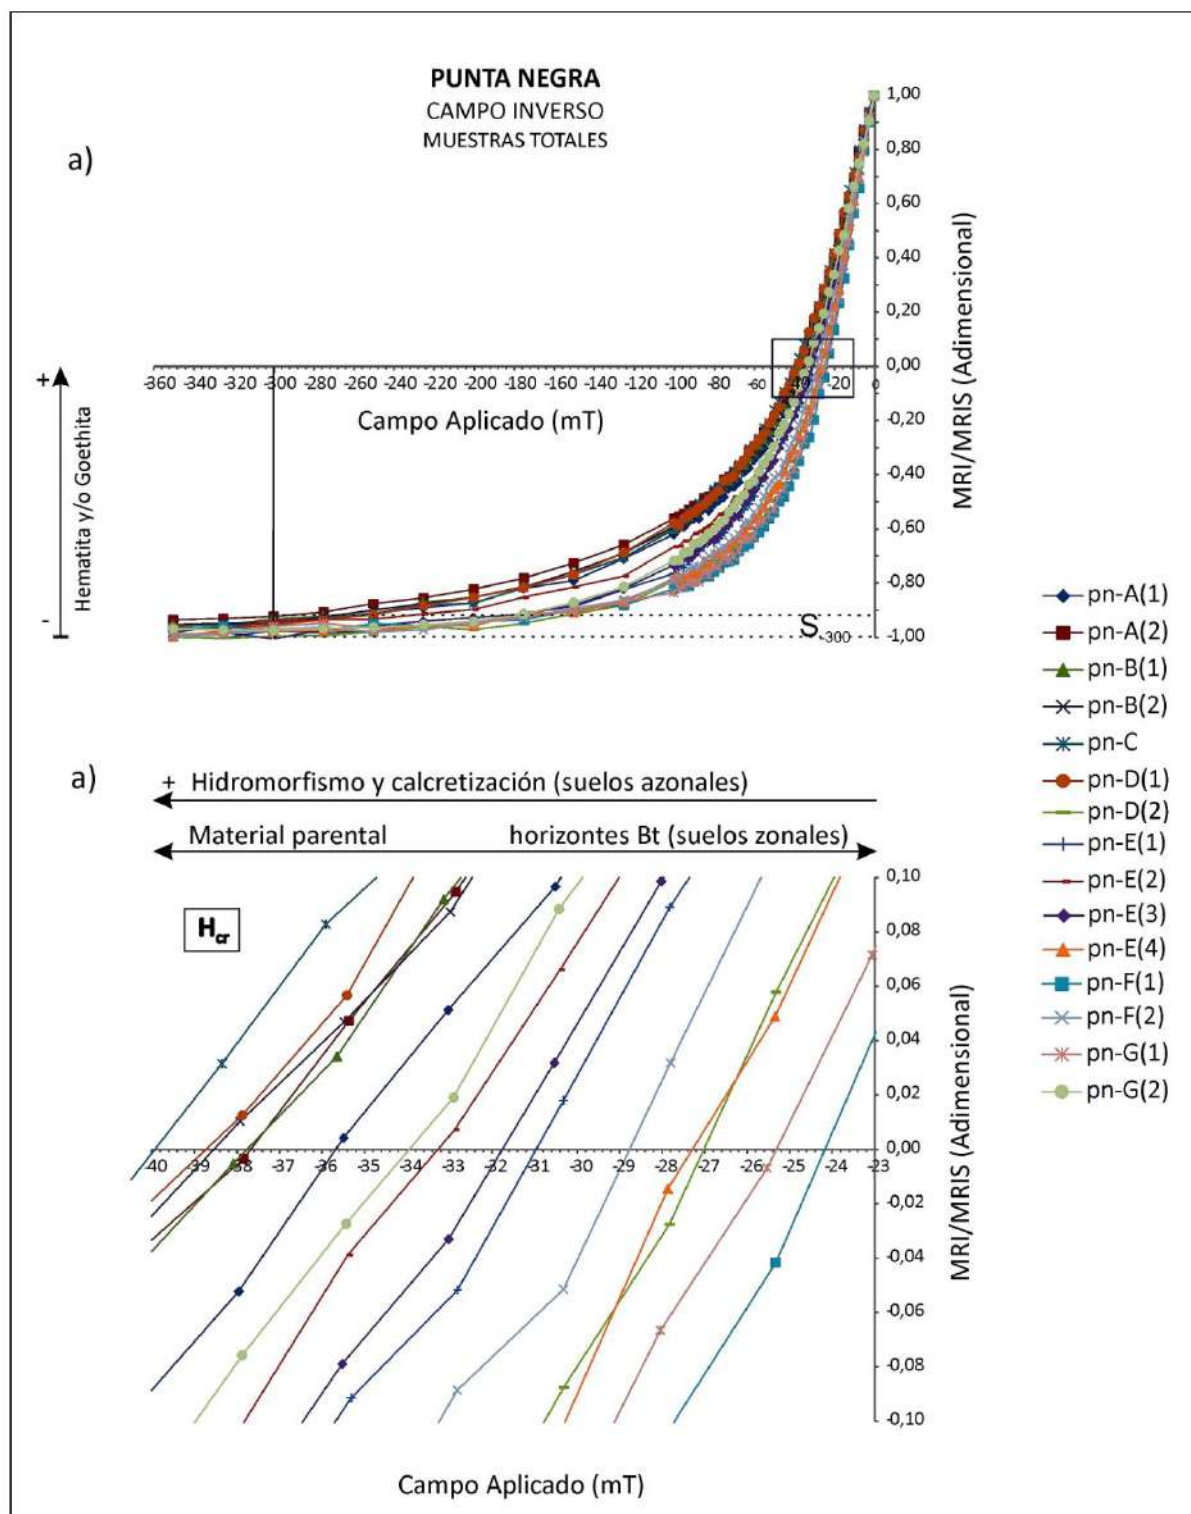 PUNTA NEGRA
CAMPO INVERSO
MUESTRAS TOTALES
a)
1,00
0,80
0,60
0,40
0,20
0,00
-0,20
-0,40
-0,60
-0,80
-1,00
MRI/MRIS (Adimensional)
-360 -340 -320 -300 -280 -260 -240 -220 -200 -180 -160 -140 -120 -100 -80 -60 -40 -20 0
Campo Aplicado (mT)
+
Hematita y/o Goethita
-
S-300
pn-A(1)
pn-A(2)
pn-B(1)
pn-B(2)
pn-C
pn-D(1)
pn-D(2)
pn-E(1)
pn-E(2)
pn-E(3)
pn-E(4)
pn-F(1)
pn-F(2)
pn-G(1)
pn-G(2)
a)
+ Hidromorfismo y calcretización (suelos azonales)
Material parental horizontes Bt (suelos zonales)
Hcr
0,10
0,08
0,06
0,04
0,02
0,00
-0,02
-0,04
-0,06
-0,08
-0,10
MRI/MRIS (Adimensional)
-40 -39 -38 -37 -36 -35 -34 -33 -32 -31 -30 -29 -28 -27 -26 -25 -24 -23
Campo Aplicado (mT)